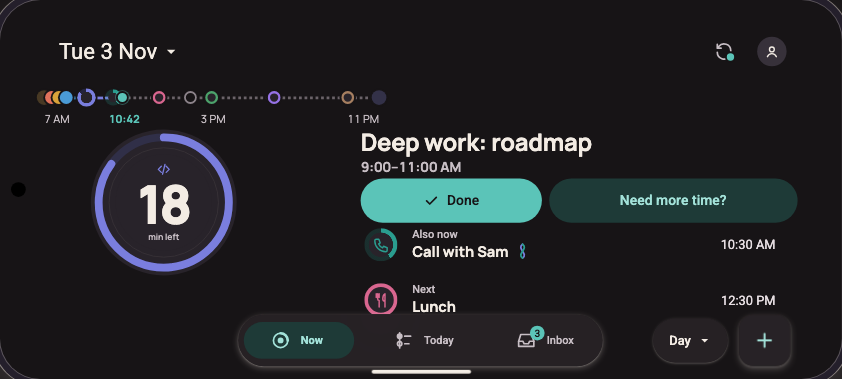 Tue 3 Nov
7 AM
10:42
3 PM
11 PM
18
min left
Deep work: roadmap
9:00–11:00 AM
Done
Need more time?
Also now
Call with Sam
10:30 AM
Next
Lunch
12:30 PM
Now
Today
3
Inbox
Day